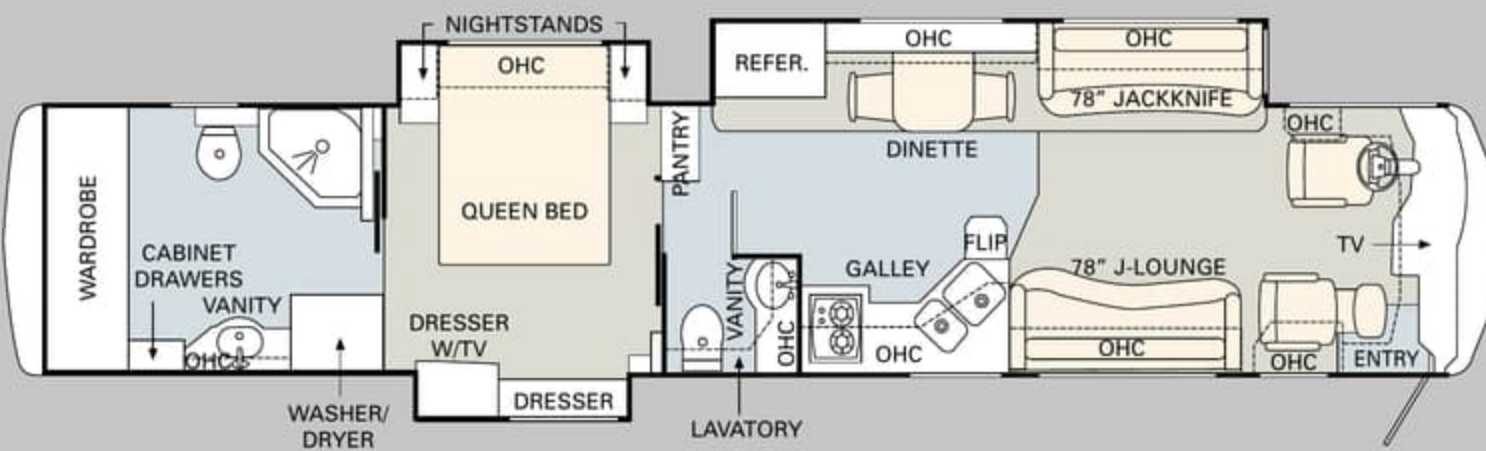 NIGHTSTANDS
OHC
OHC
OHC
REFER.
78" JACKKNIFE
OHC
PANTRY
DINETTE
WARDROBE
QUEEN BED
CABINET
DRAWERS
VANITY
OHC
FLIP
TV
GALLEY
78" J-LOUNGE
VANITY
OHC
DRESSER
W/TV
OHC
OHC
OHC
ENTRY
DRESSER
WASHER/
DRYER
LAVATORY